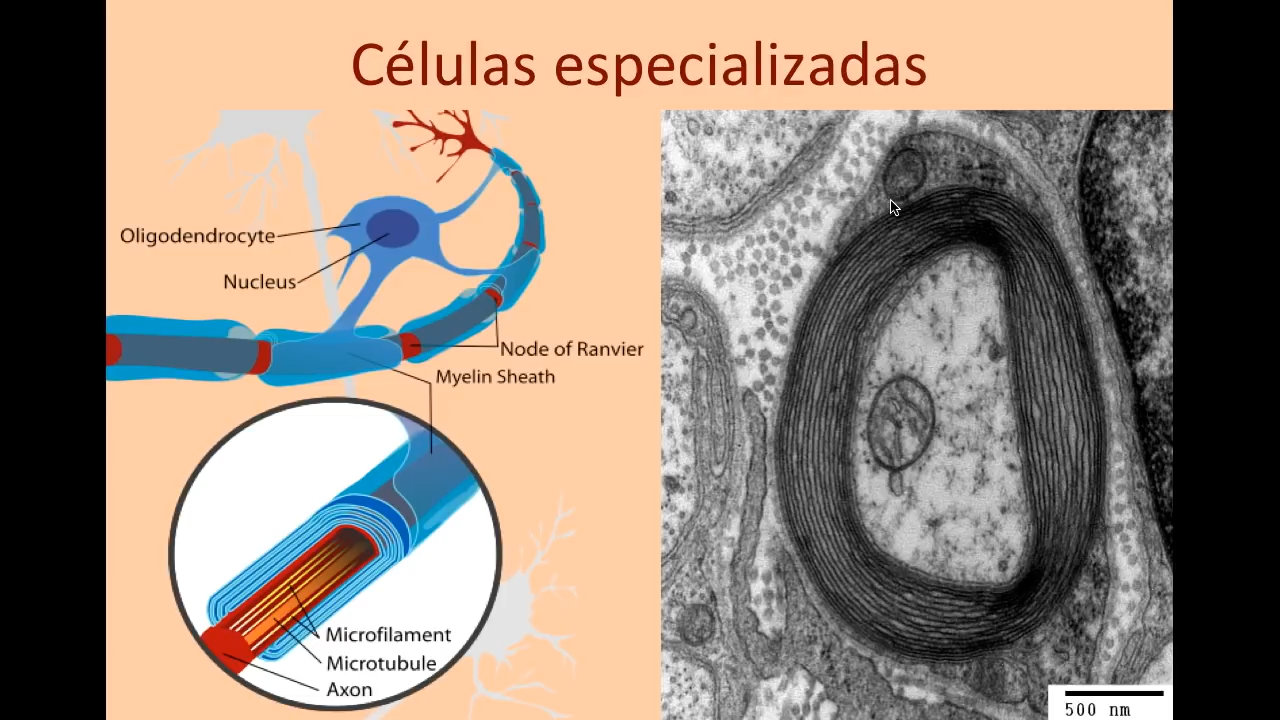 Células especializadas
Oligodendrocyte
Nucleus
Node of Ranvier
Myelin Sheath
Microfilament
Microtubule
Axon
500 nm